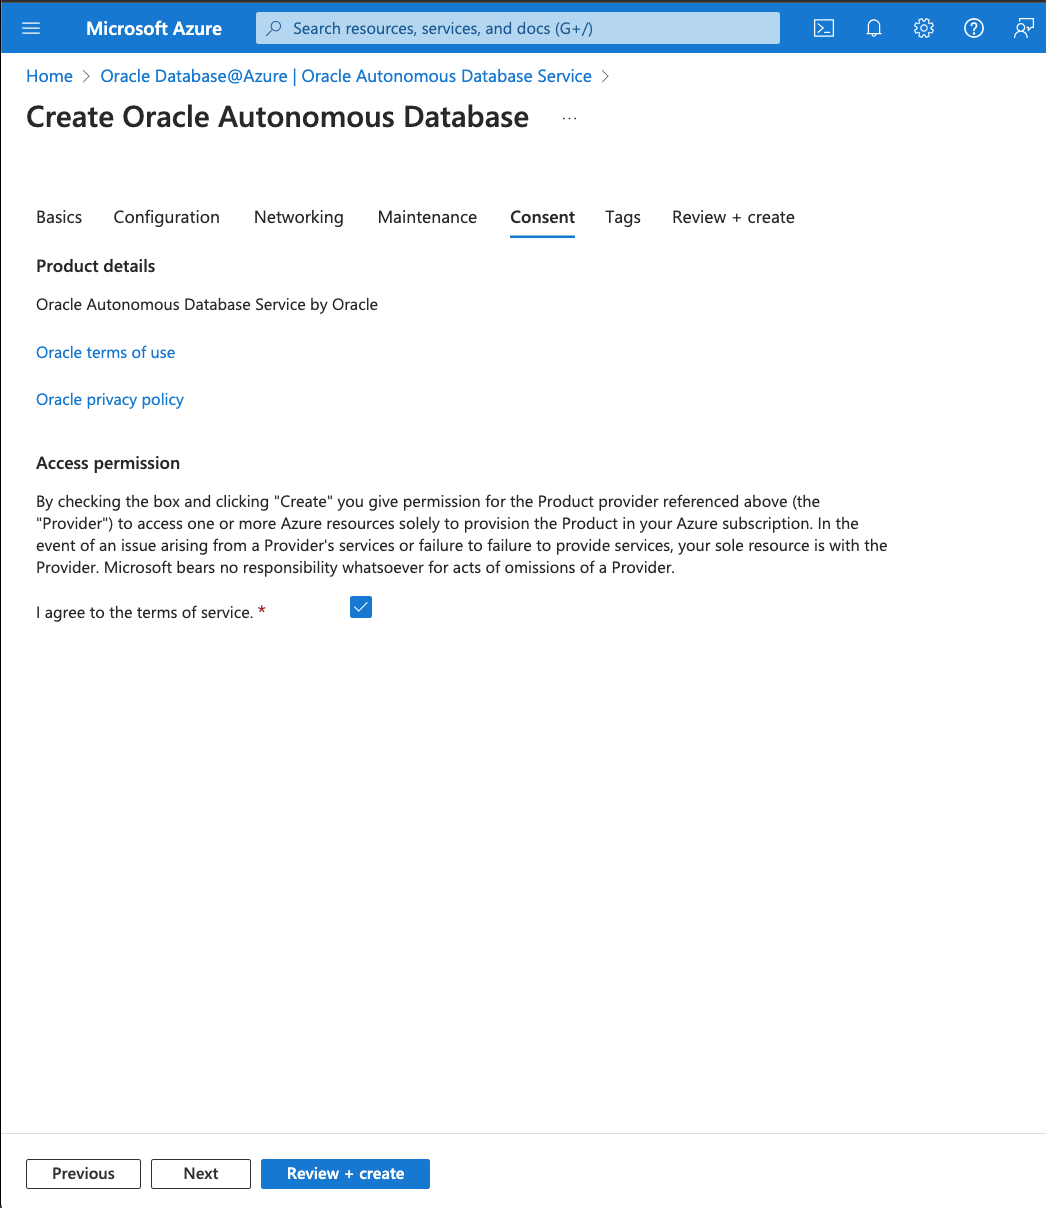 Microsoft Azure
Search resources, services, and docs (G+/)
Home > Oracle Database@Azure | Oracle Autonomous Database Service >
Create Oracle Autonomous Database ...
Basics Configuration Networking Maintenance Consent Tags Review + create
Product details
Oracle Autonomous Database Service by Oracle
Oracle terms of use
Oracle privacy policy
Access permission
By checking the box and clicking "Create" you give permission for the Product provider referenced above (the
"Provider") to access one or more Azure resources solely to provision the Product in your Azure subscription. In the
event of an issue arising from a Provider's services or failure to failure to provide services, your sole resource is with the
Provider. Microsoft bears no responsibility whatsoever for acts of omissions of a Provider.
I agree to the terms of service. *
Previous Next Review + create